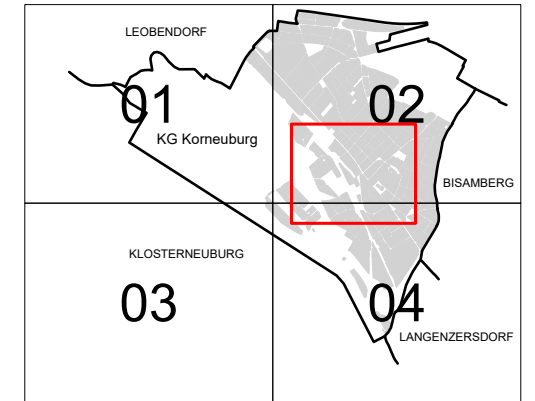 LEOBENDORF
01
02
KG Korneuburg
BISAMBERG
KLOSTERNEUBURG
03
04
LANGENZERSDORF